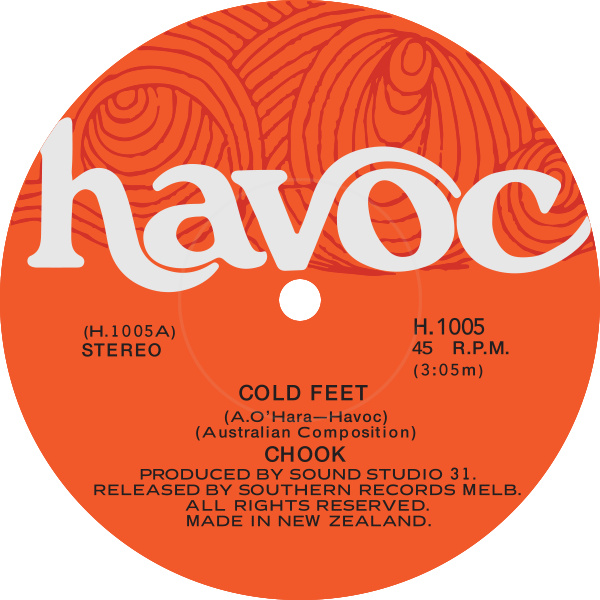 havoc
(H.1005A)
STEREO
H.1005
45 R.P.M.
(3:05m)
COLD FEET
(A.O'Hara—Havoc)
(Australian Composition)
CHOOK
PRODUCED BY SOUND STUDIO 31.
RELEASED BY SOUTHERN RECORDS MELB.
ALL RIGHTS RESERVED.
MADE IN NEW ZEALAND.